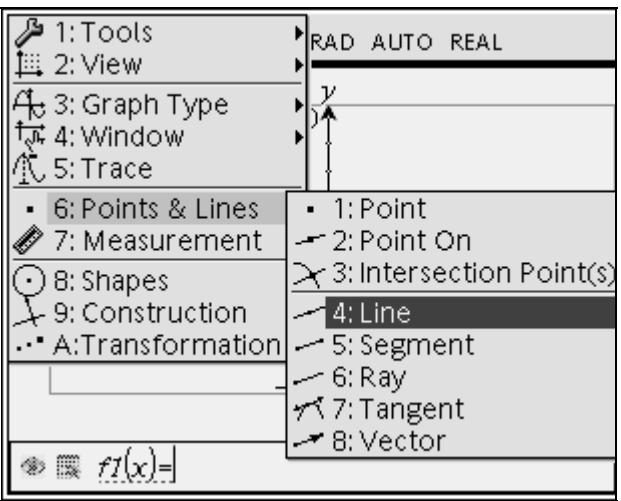 1: Tools
RAD AUTO REAL
2: View
y
3: Graph Type
4: Window
5: Trace
6: Points & Lines
7: Measurement
8: Shapes
9: Construction
A:Transformation
1: Point
2: Point On
3: Intersection Point(s)
4: Line
5: Segment
6: Ray
7: Tangent
8: Vector
f1(x)=